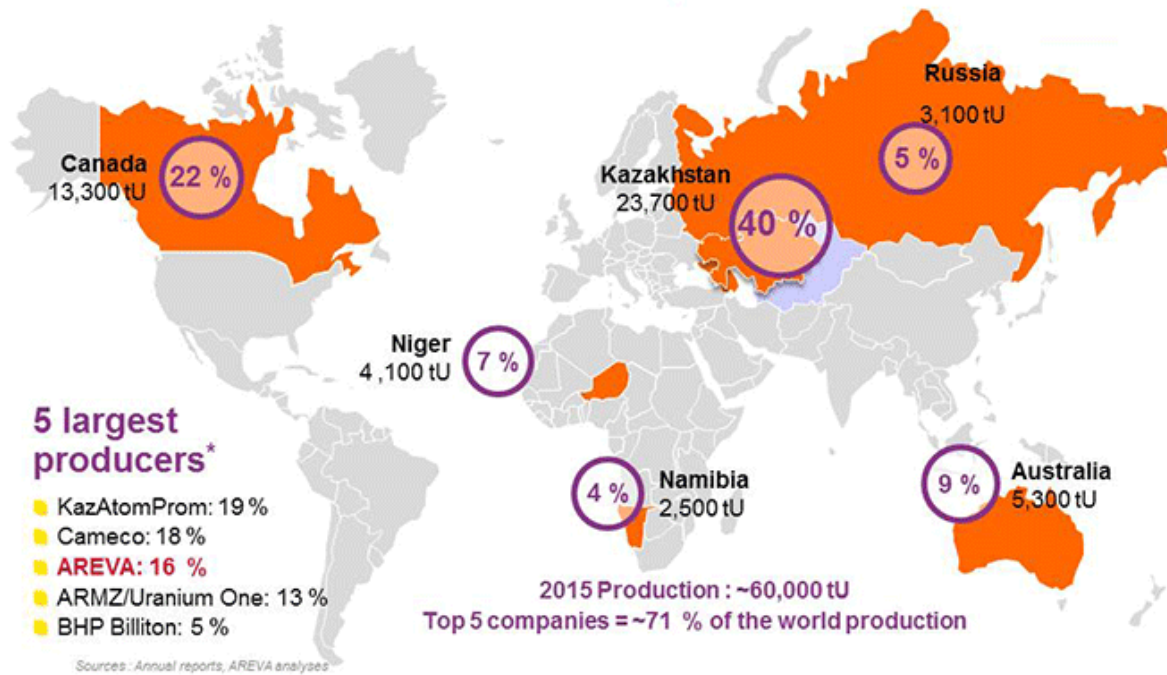 Russia
3,100 tU
5 %
Canada
13,300 tU
22 %
Kazakhstan
23,700 tU
40 %
Niger
4 ,100 tU
7 %
5 largest
producers*
KazAtomProm: 19 %
Cameco: 18 %
AREVA: 16 %
ARMZ/Uranium One: 13 %
BHP Billiton: 5 %
4 %
Namibia
2,500 tU
9 %
Australia
5,300 tU
2015 Production : ~60,000 tU
Top 5 companies = ~71 % of the world production
Sources : Annual reports, AREVA analyses